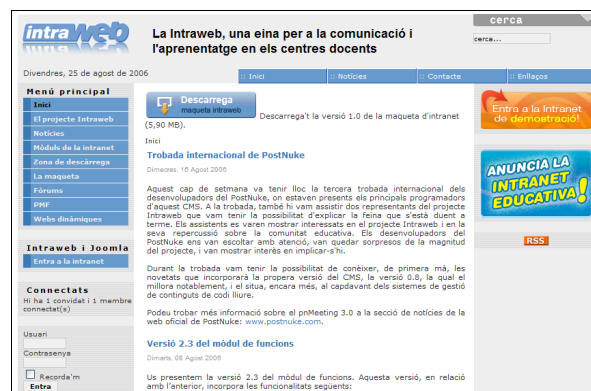 intraweb
La Intraweb, una eina per a la comunicació i
l'aprenentatge en els centres docents
cerca
cerca...
Divendres, 25 de agost de 2006
:: Inici
:: Notícies
:: Contacte
:: Enllaços
Menú principal
Inici
El projecte Intraweb
Notícies
Mòduls de la intranet
Zona de descàrrega
La maqueta
Fòrums
PMF
Webs dinàmiques
Intraweb i Joomla
Entra a la intranet
Connectats
Hi ha 1 convidat i 1 membre
connectat(s)
Usuari
Contrasenya
Recorda'm
Entra
Descarrega
maqueta intraweb
Descarrega't la versió 1.0 de la maqueta d'intranet
(5,90 MB).
Inici
Trobada internacional de PostNuke
Dimecres, 16 Agost 2006
Aquest cap de setmana va tenir lloc la tercera trobada internacional dels
desenvolupadors del PostNuke, on estaven presents els principals programadors
d'aquest CMS. A la trobada, també hi vam assistir dos representants del projecte
Intraweb que vam tenir la possibilitat d'explicar la feina que s'està duent a
terme. Els assistents es varen mostrar interessats en el projecte Intraweb i en la
seva repercussió sobre la comunitat educativa. Els desenvolupadors del
PostNuke ens van escoltar amb atenció, van quedar sorpresos de la magnitud
del projecte, i van mostrar interès en implicar-s'hi.
Durant la trobada vam tenir la possibilitat de conèixer, de primera mà, les
novetats que incorporarà la propera versió del CMS, la versió 0.8, la qual el
millora notablement, i el situa, encara més, al capdavant dels sistemes de gestió
de continguts de codi lliure.
Podeu trobar més informació sobre el pnMeeting 3.0 a la secció de notícies de la
web oficial de PostNuke: www.postnuke.com.
Versió 2.3 del mòdul de funcions
Dimarts, 08 Agost 2006
Us presentem la versió 2.3 del mòdul de funcions. Aquesta versió, en relació
amb l'anterior, incorpora les funcionalitats següents:
Entra a la Intranet
de demostració!
ANUNCIA LA
INTRANET
EDUCATIVA!
RSS